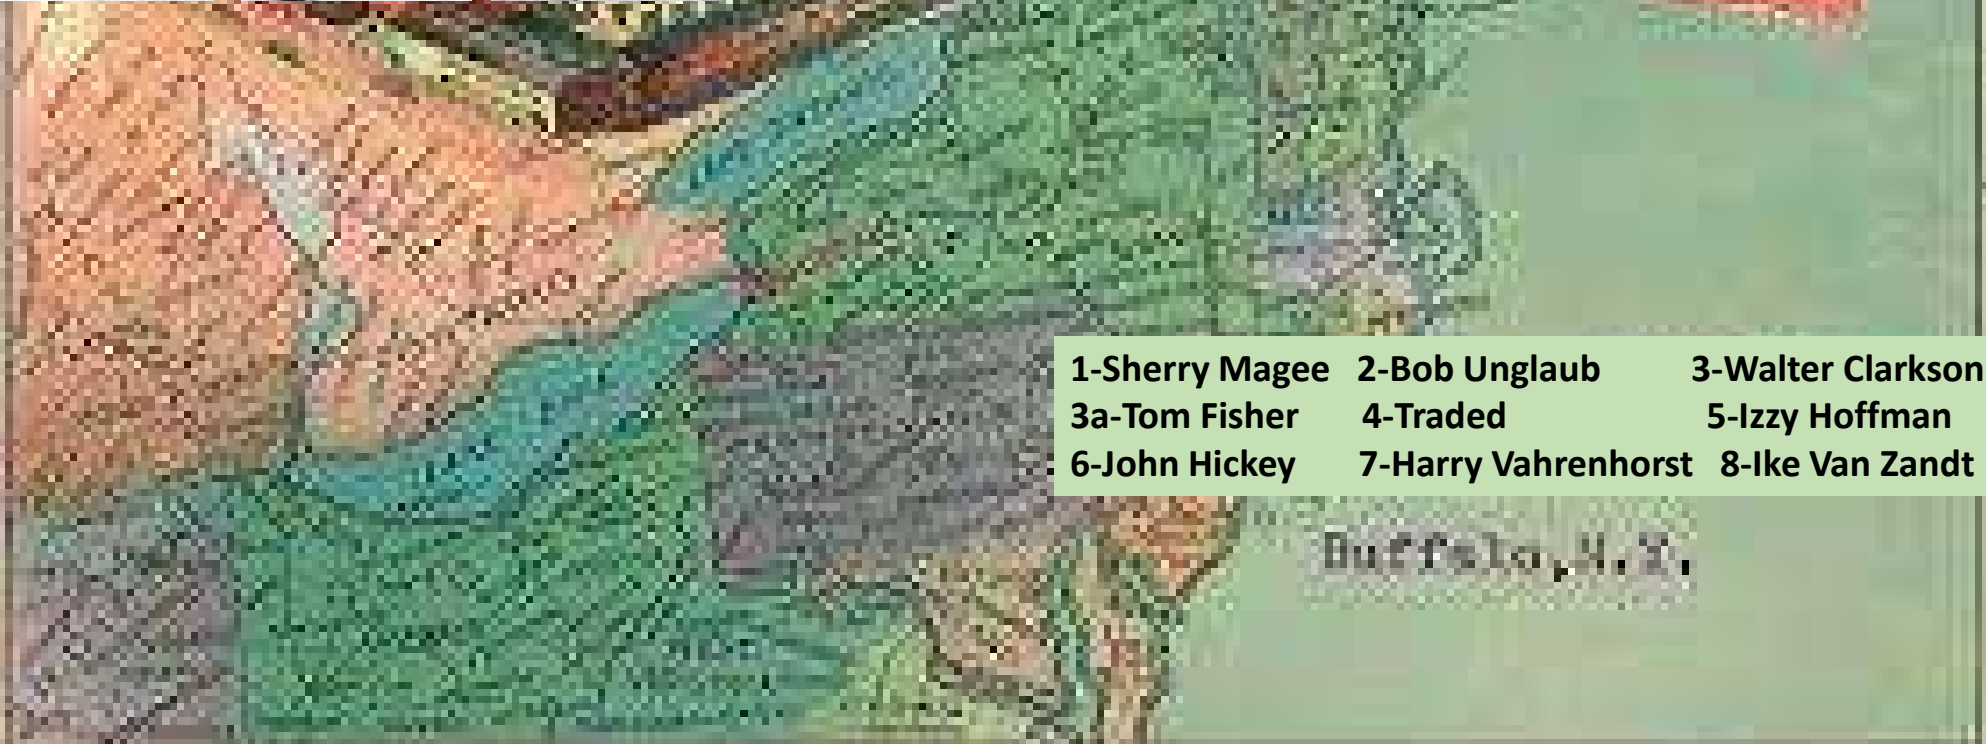 1-Sherry Magee 2-Bob Unglaub 3-Walter Clarkson
3a-Tom Fisher 4-Traded 5-Izzy Hoffman
6-John Hickey 7-Harry Vahrenhorst 8-Ike Van Zandt